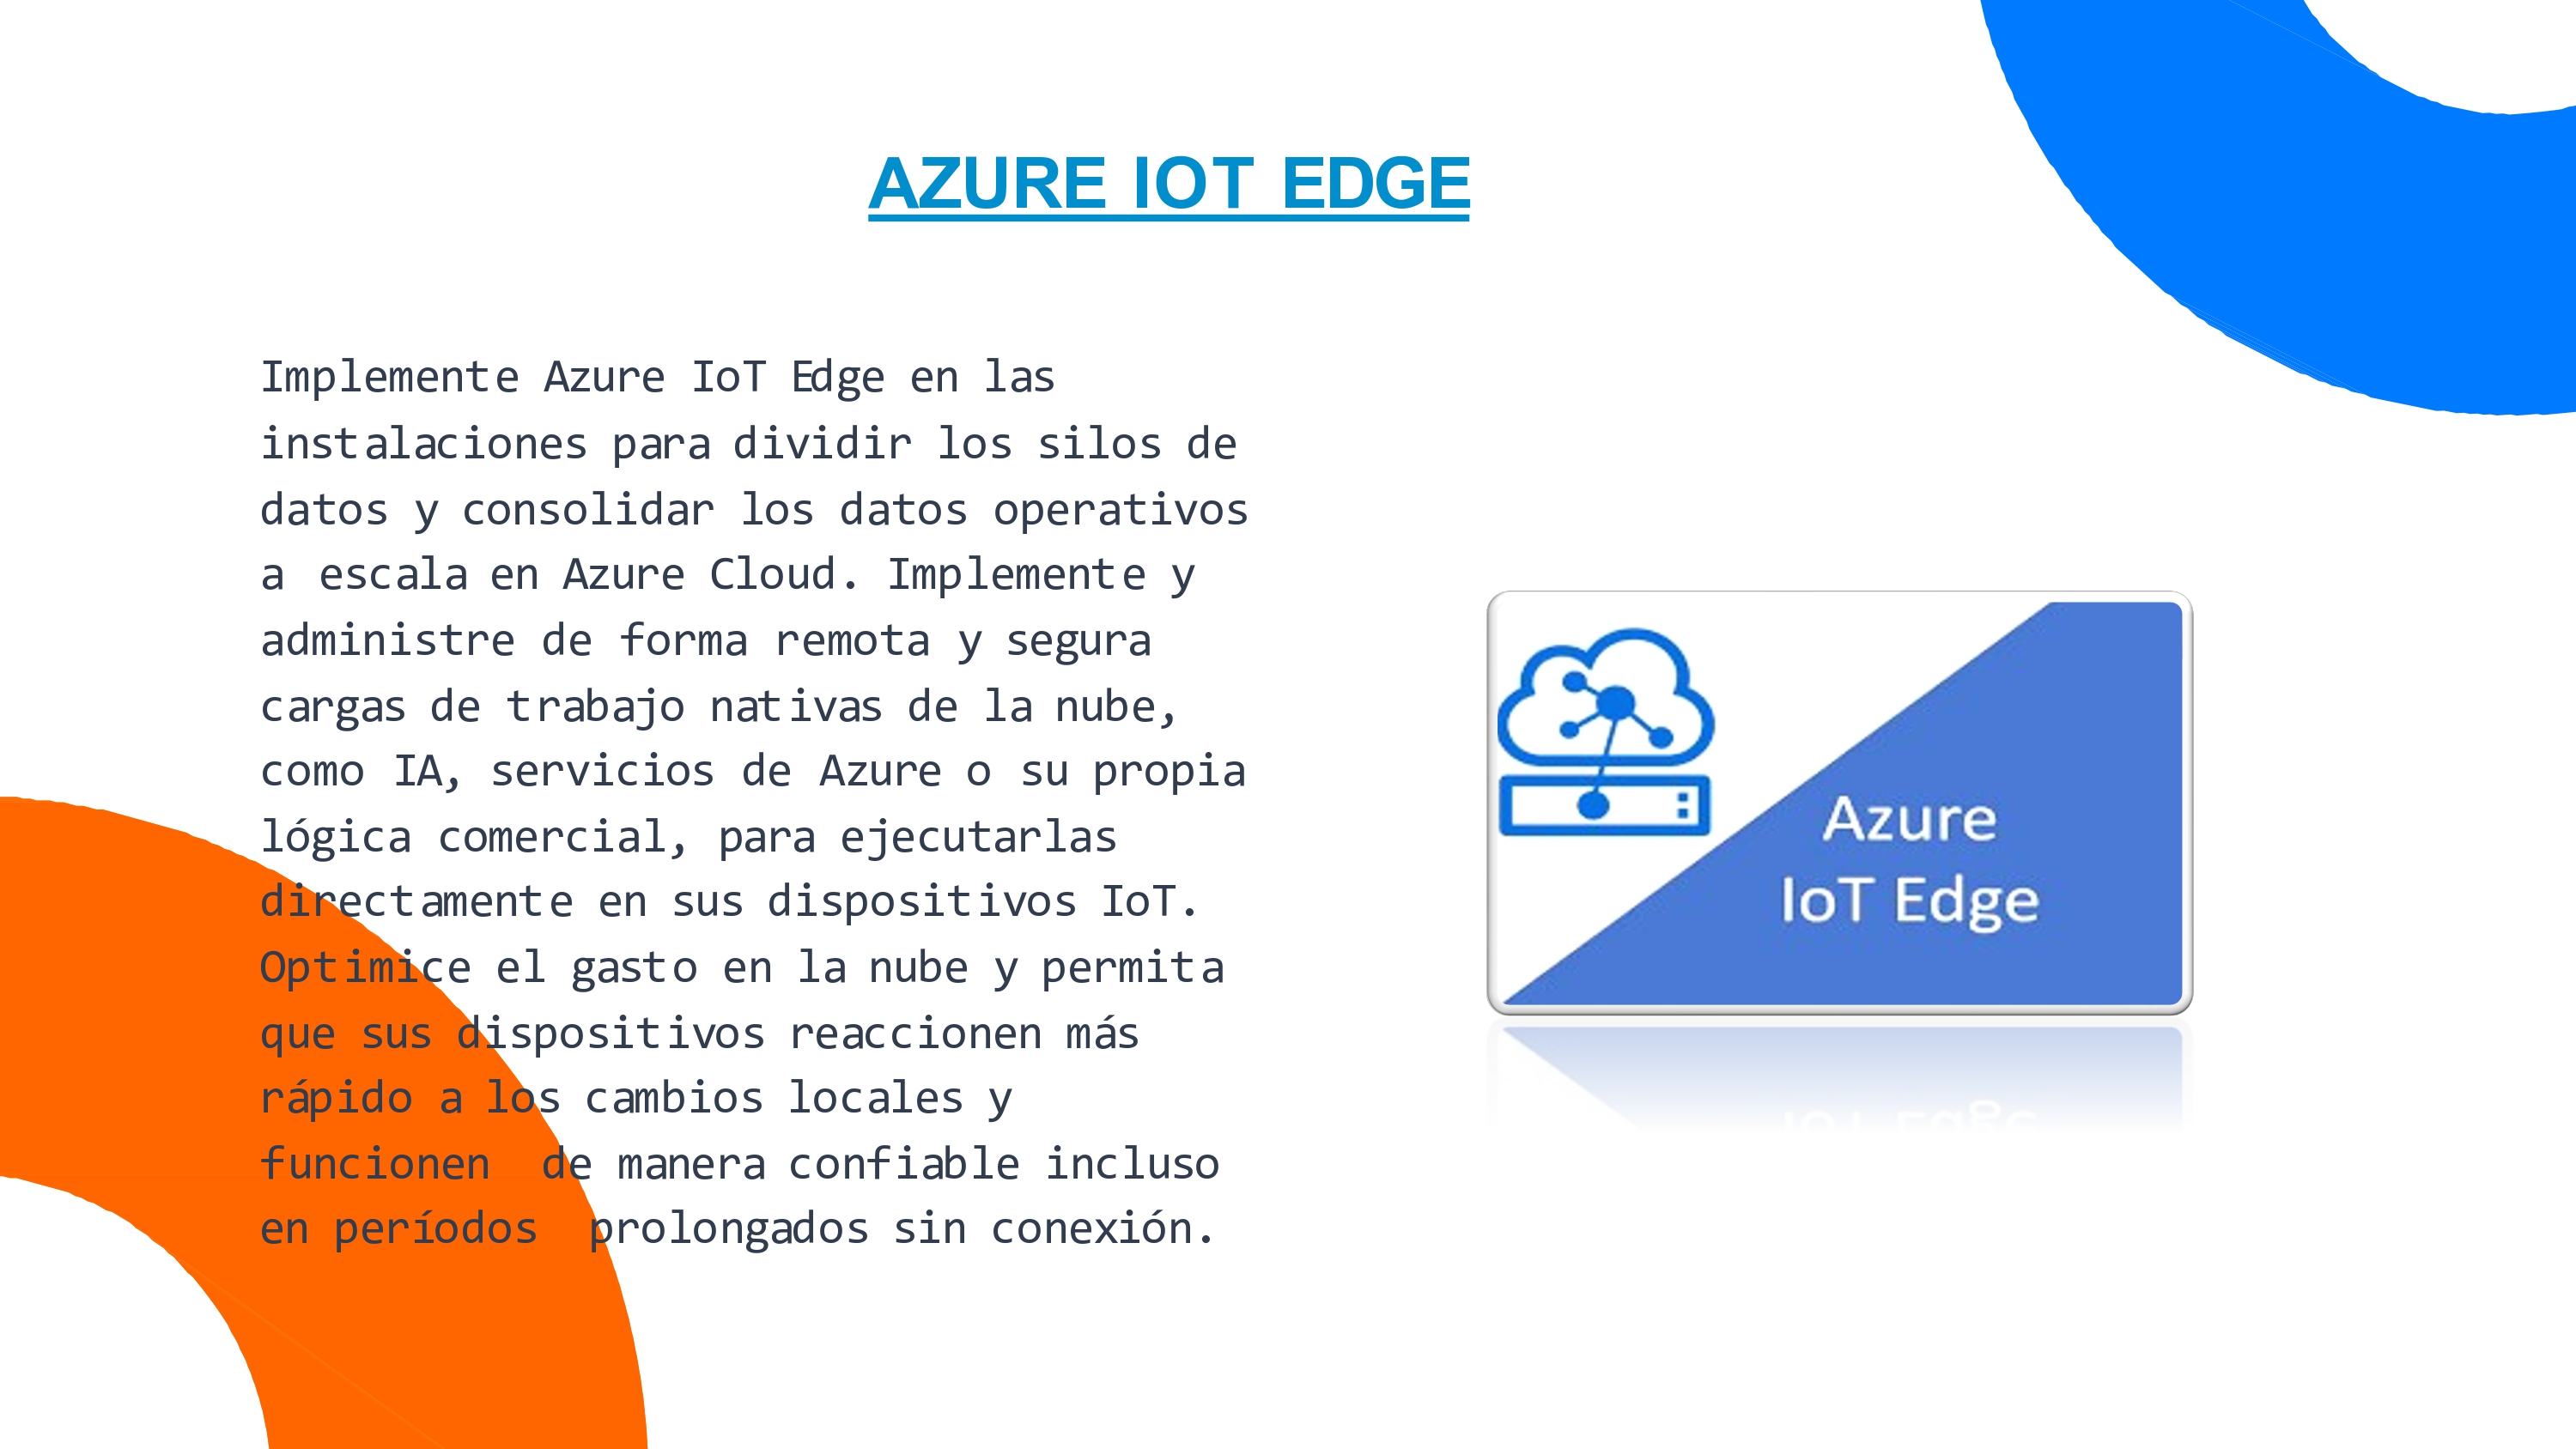 AZURE IOT EDGE
Implemente Azure IoT Edge en las
instalaciones para dividir los silos de
datos y consolidar los datos operativos
a escala en Azure Cloud. Implemente y
administre de forma remota y segura
cargas de trabajo nativas de la nube,
como IA, servicios de Azure o su propia
lógica comercial, para ejecutarlas
directamente en sus dispositivos IoT.
Optimice el gasto en la nube y permita
que sus dispositivos reaccionen más
rápido a los cambios locales y
funcionen de manera confiable incluso
en períodos prolongados sin conexión.
Azure
IoT Edge